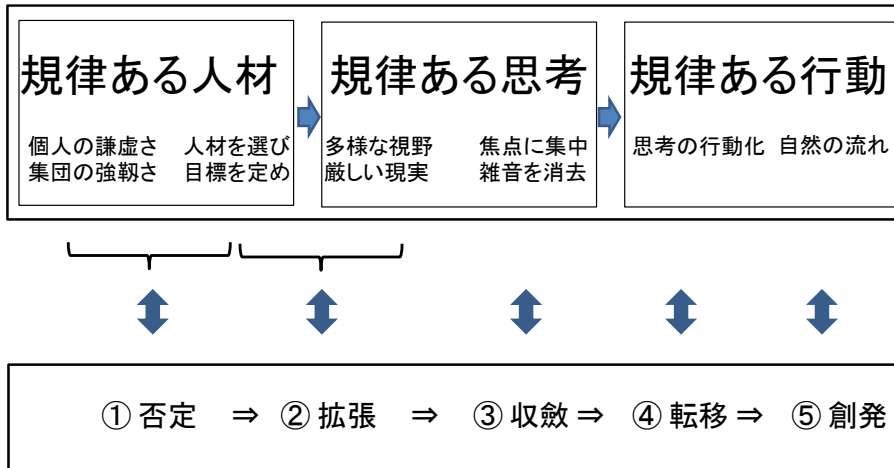 規律ある人材
個人の謙虚さ 人材を選び
集団の強靱さ 目標を定め
規律ある思考
多様な視野 焦点に集中
厳しい現実 雑音を消去
規律ある行動
思考の行動化 自然の流れ
① 否定 ⇒ ② 拡張 ⇒ ③ 収斂 ⇒ ④ 転移 ⇒ ⑤ 創発